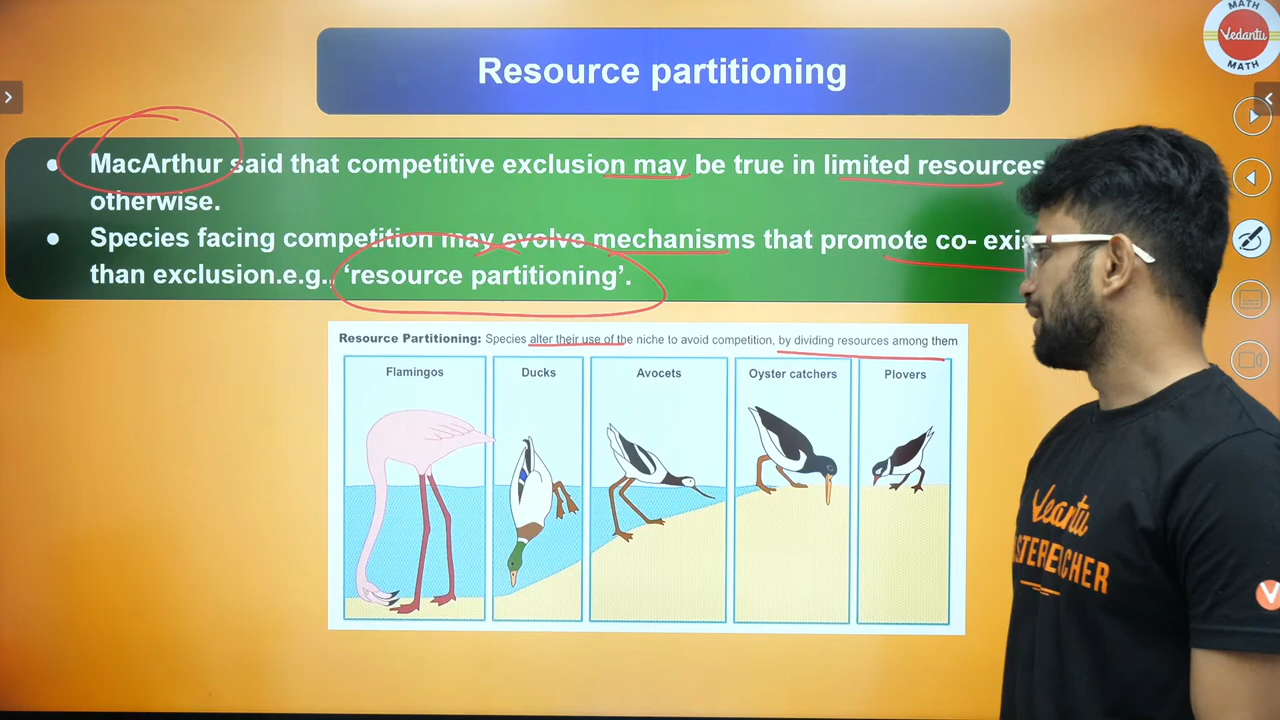 MATH
Vedantu
MATH
Resource partitioning
MacArthur said that competitive exclusion may be true in limited resources
otherwise.
Species facing competition may evolve mechanisms that promote co-
than exclusion.e.g., ‘resource partitioning’.
Resource Partitioning: Species alter their use of the niche to avoid competition, by dividing resources among them
Flamingos
Ducks
Avocets
Oyster catchers
Plovers
V